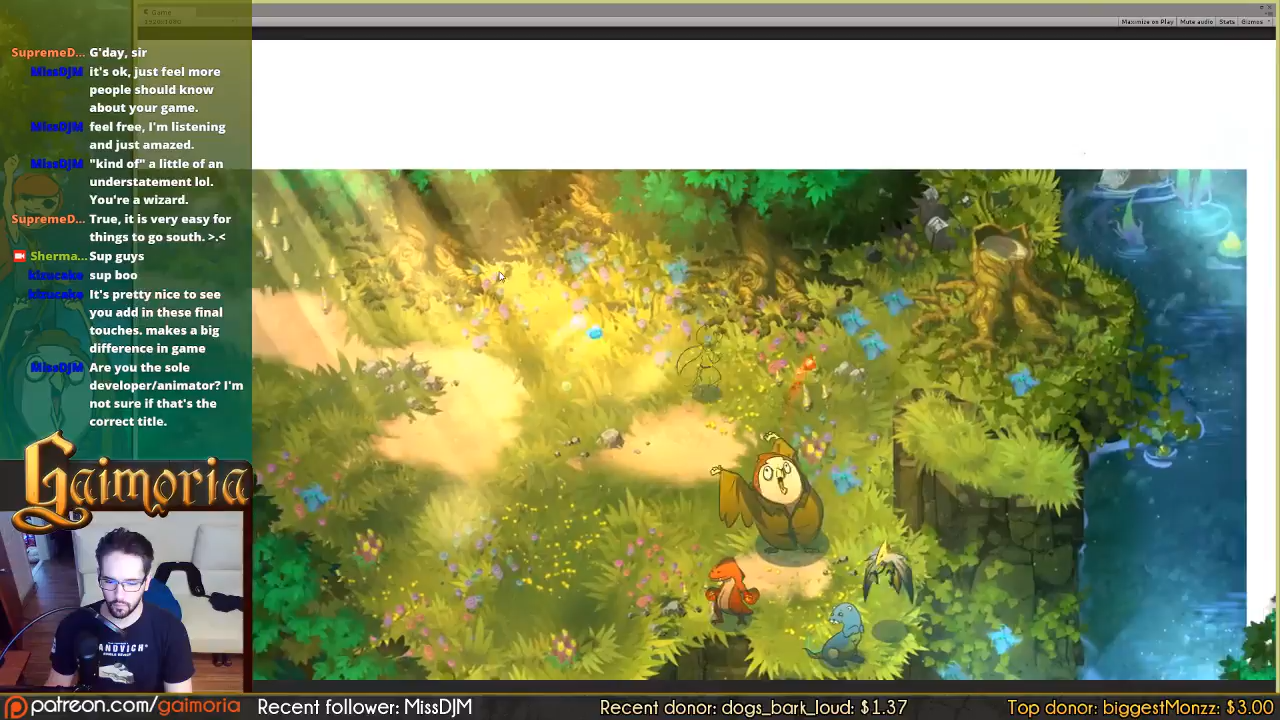 Game
Maximize on Play Mute audio Stats Gizmos
SupremeD... G'day, sir
MissDJM it's ok, just feel more
people should know
about your game.
MissDJM feel free, I'm listening
and just amazed.
MissDJM "kind of" a little of an
understatement lol.
You're a wizard.
SupremeD... True, it is very easy for
things to go south. >.<
Sherma... Sup guys
kizucake sup boo
kizucake It's pretty nice to see
you add in these final
touches. makes a big
difference in game
MissDJM Are you the sole
developer/animator? I'm
not sure if that's the
correct title.
Gaimoria
patreon.com/gaimoria
Recent follower: MissDJM
Recent donor: dogs_bark_loud: $1.37
Top donor: biggestMonzz: $3.00